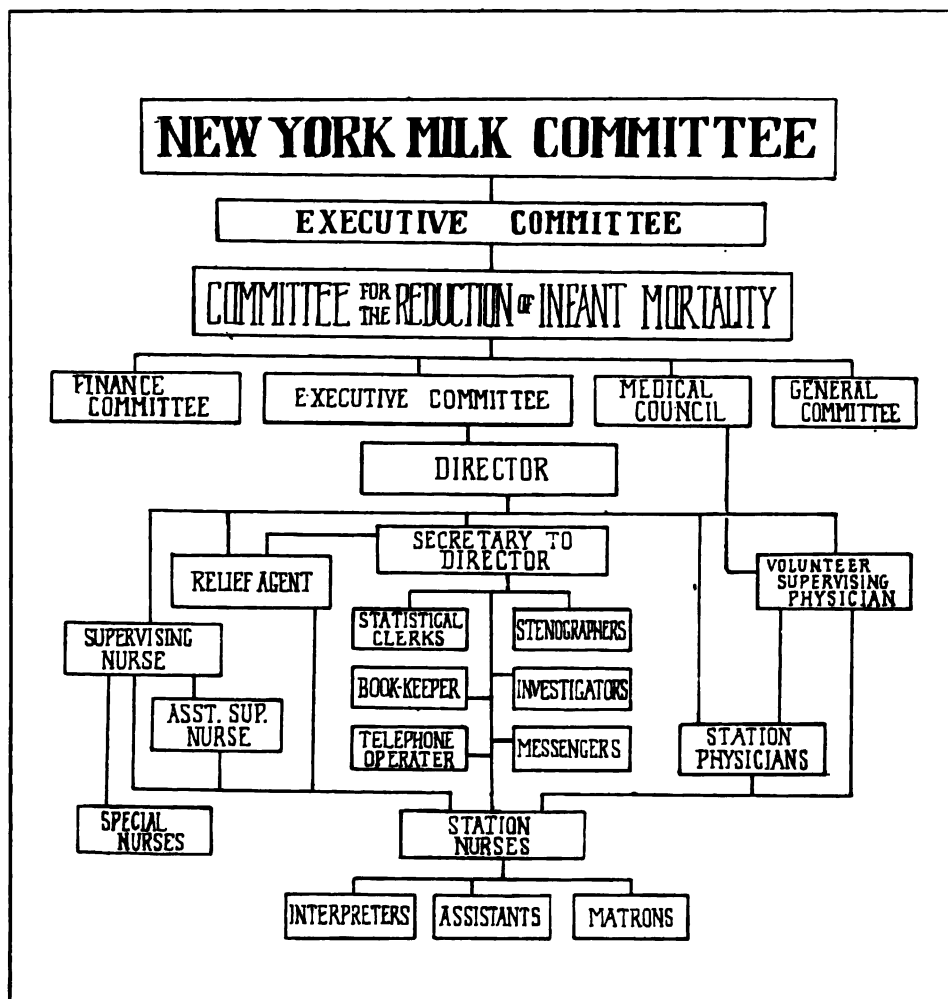 NEW YORK MILK COMMITTEE
EXECUTIVE COMMITTEE
COMMITTEE FOR THE REDUCTION OF INFANT MORTALITY
FINANCE
COMMITTEE
EXECUTIVE COMMITTEE
MEDICAL
COUNCIL
GENERAL
COMMITTEE
DIRECTOR
SECRETARY TO
DIRECTOR
RELIEF AGENT
VOLUNTEER
SUPERVISING
PHYSICIAN
STATISTICAL
CLERKS
STENOGRAPHERS
SUPERVISING
NURSE
BOOK-KEEPER
INVESTIGATORS
ASST. SUP.
NURSE
TELEPHONE
OPERATER
MESSENGERS
STATION
PHYSICIANS
SPECIAL
NURSES
STATION
NURSES
INTERPRETERS
ASSISTANTS
MATRONS